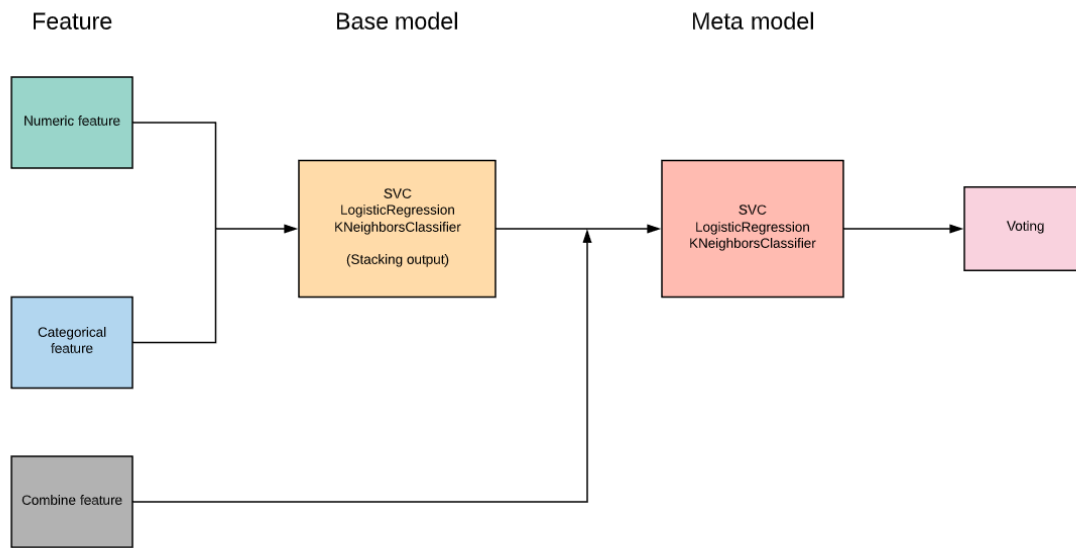 Feature
Base model
Meta model
Numeric feature
SVC
LogisticRegression
KNeighborsClassifier
(Stacking output)
SVC
LogisticRegression
KNeighborsClassifier
Voting
Categorical
feature
Combine feature